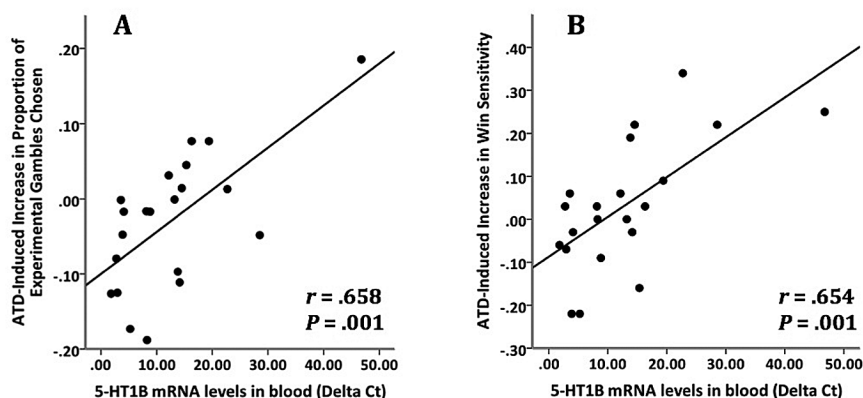 A
ATD-Induced Increase in Proportion of
Experimental Gambles Chosen
.20
.10
.00
-.10
-.20
r = .658
P = .001
.00 10.00 20.00 30.00 40.00 50.00
5-HT1B mRNA levels in blood (Delta Ct)
B
ATD-Induced Increase in Win Sensitivity
.40
.30
.20
.10
.00
-.10
-.20
-.30
r = .654
P = .001
.00 10.00 20.00 30.00 40.00 50.00
5-HT1B mRNA levels in blood (Delta Ct)